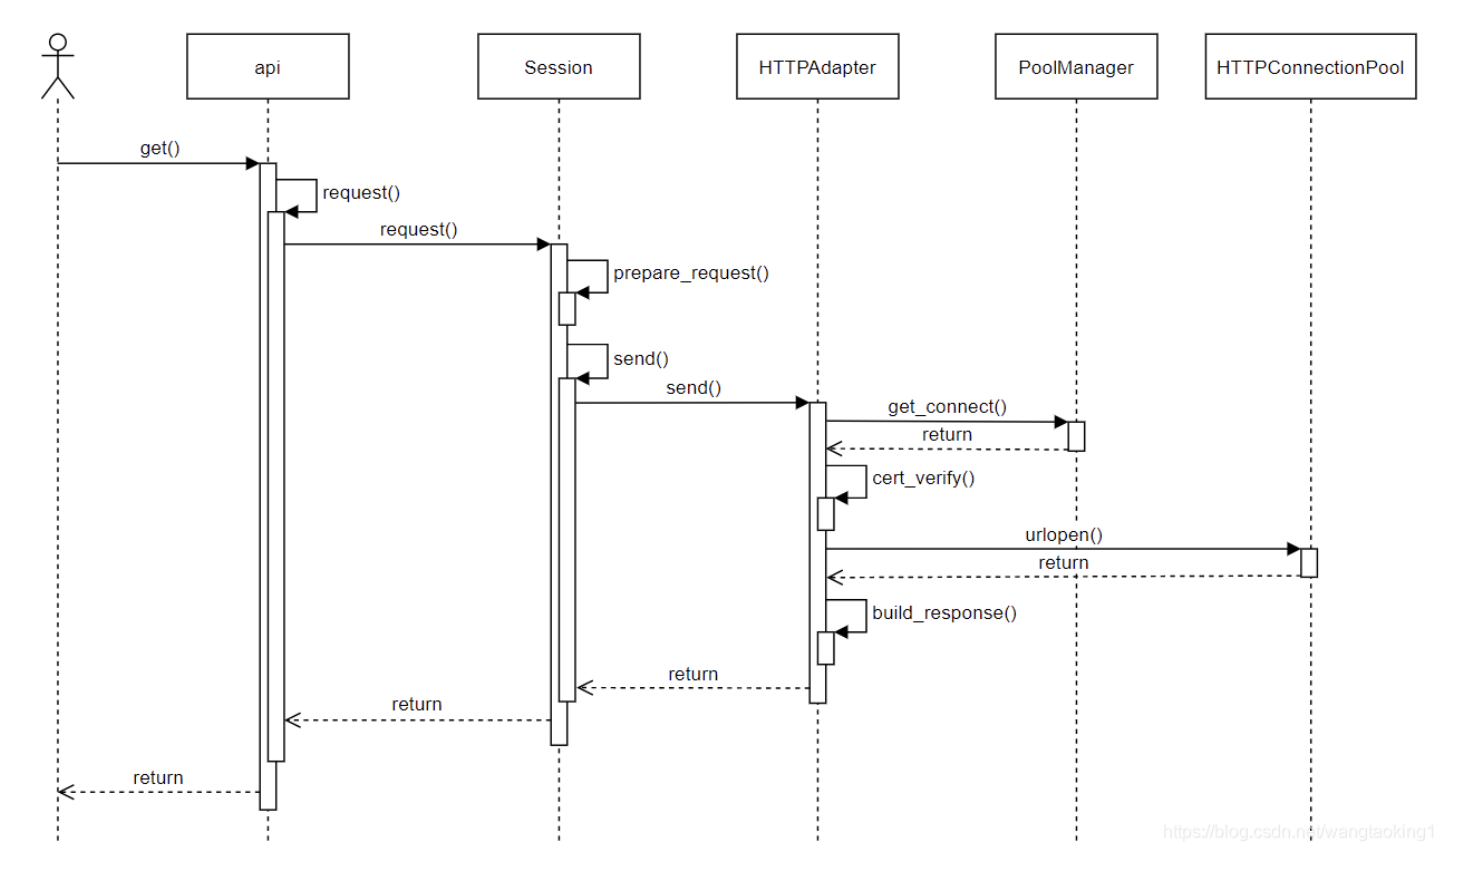 api
Session
HTTPAdapter
PoolManager
HTTPConnectionPool
get()
request()
request()
prepare_request()
send()
send()
get_connect()
return
cert_verify()
urlopen()
return
build_response()
return
return
return
https://blog.csdn.net/wangtaoking1